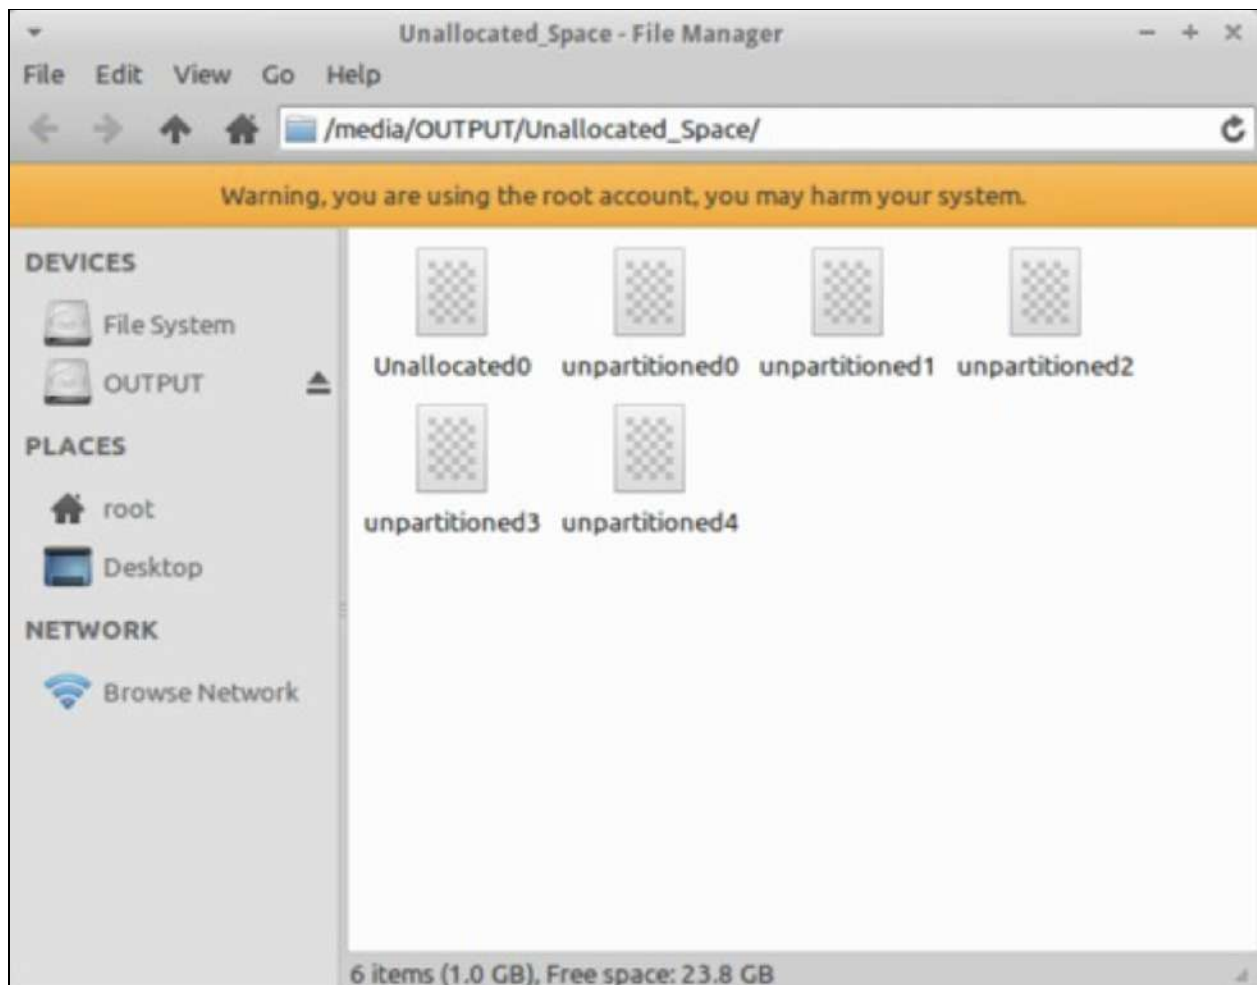 Unallocated_Space - File Manager
File Edit View Go Help
/media/OUTPUT/Unallocated_Space/
Warning, you are using the root account, you may harm your system.
DEVICES
File System
OUTPUT
PLACES
root
Desktop
NETWORK
Browse Network
Unallocated0 unpartitioned0 unpartitioned1 unpartitioned2
unpartitioned3 unpartitioned4
6 items (1.0 GB), Free space: 23.8 GB